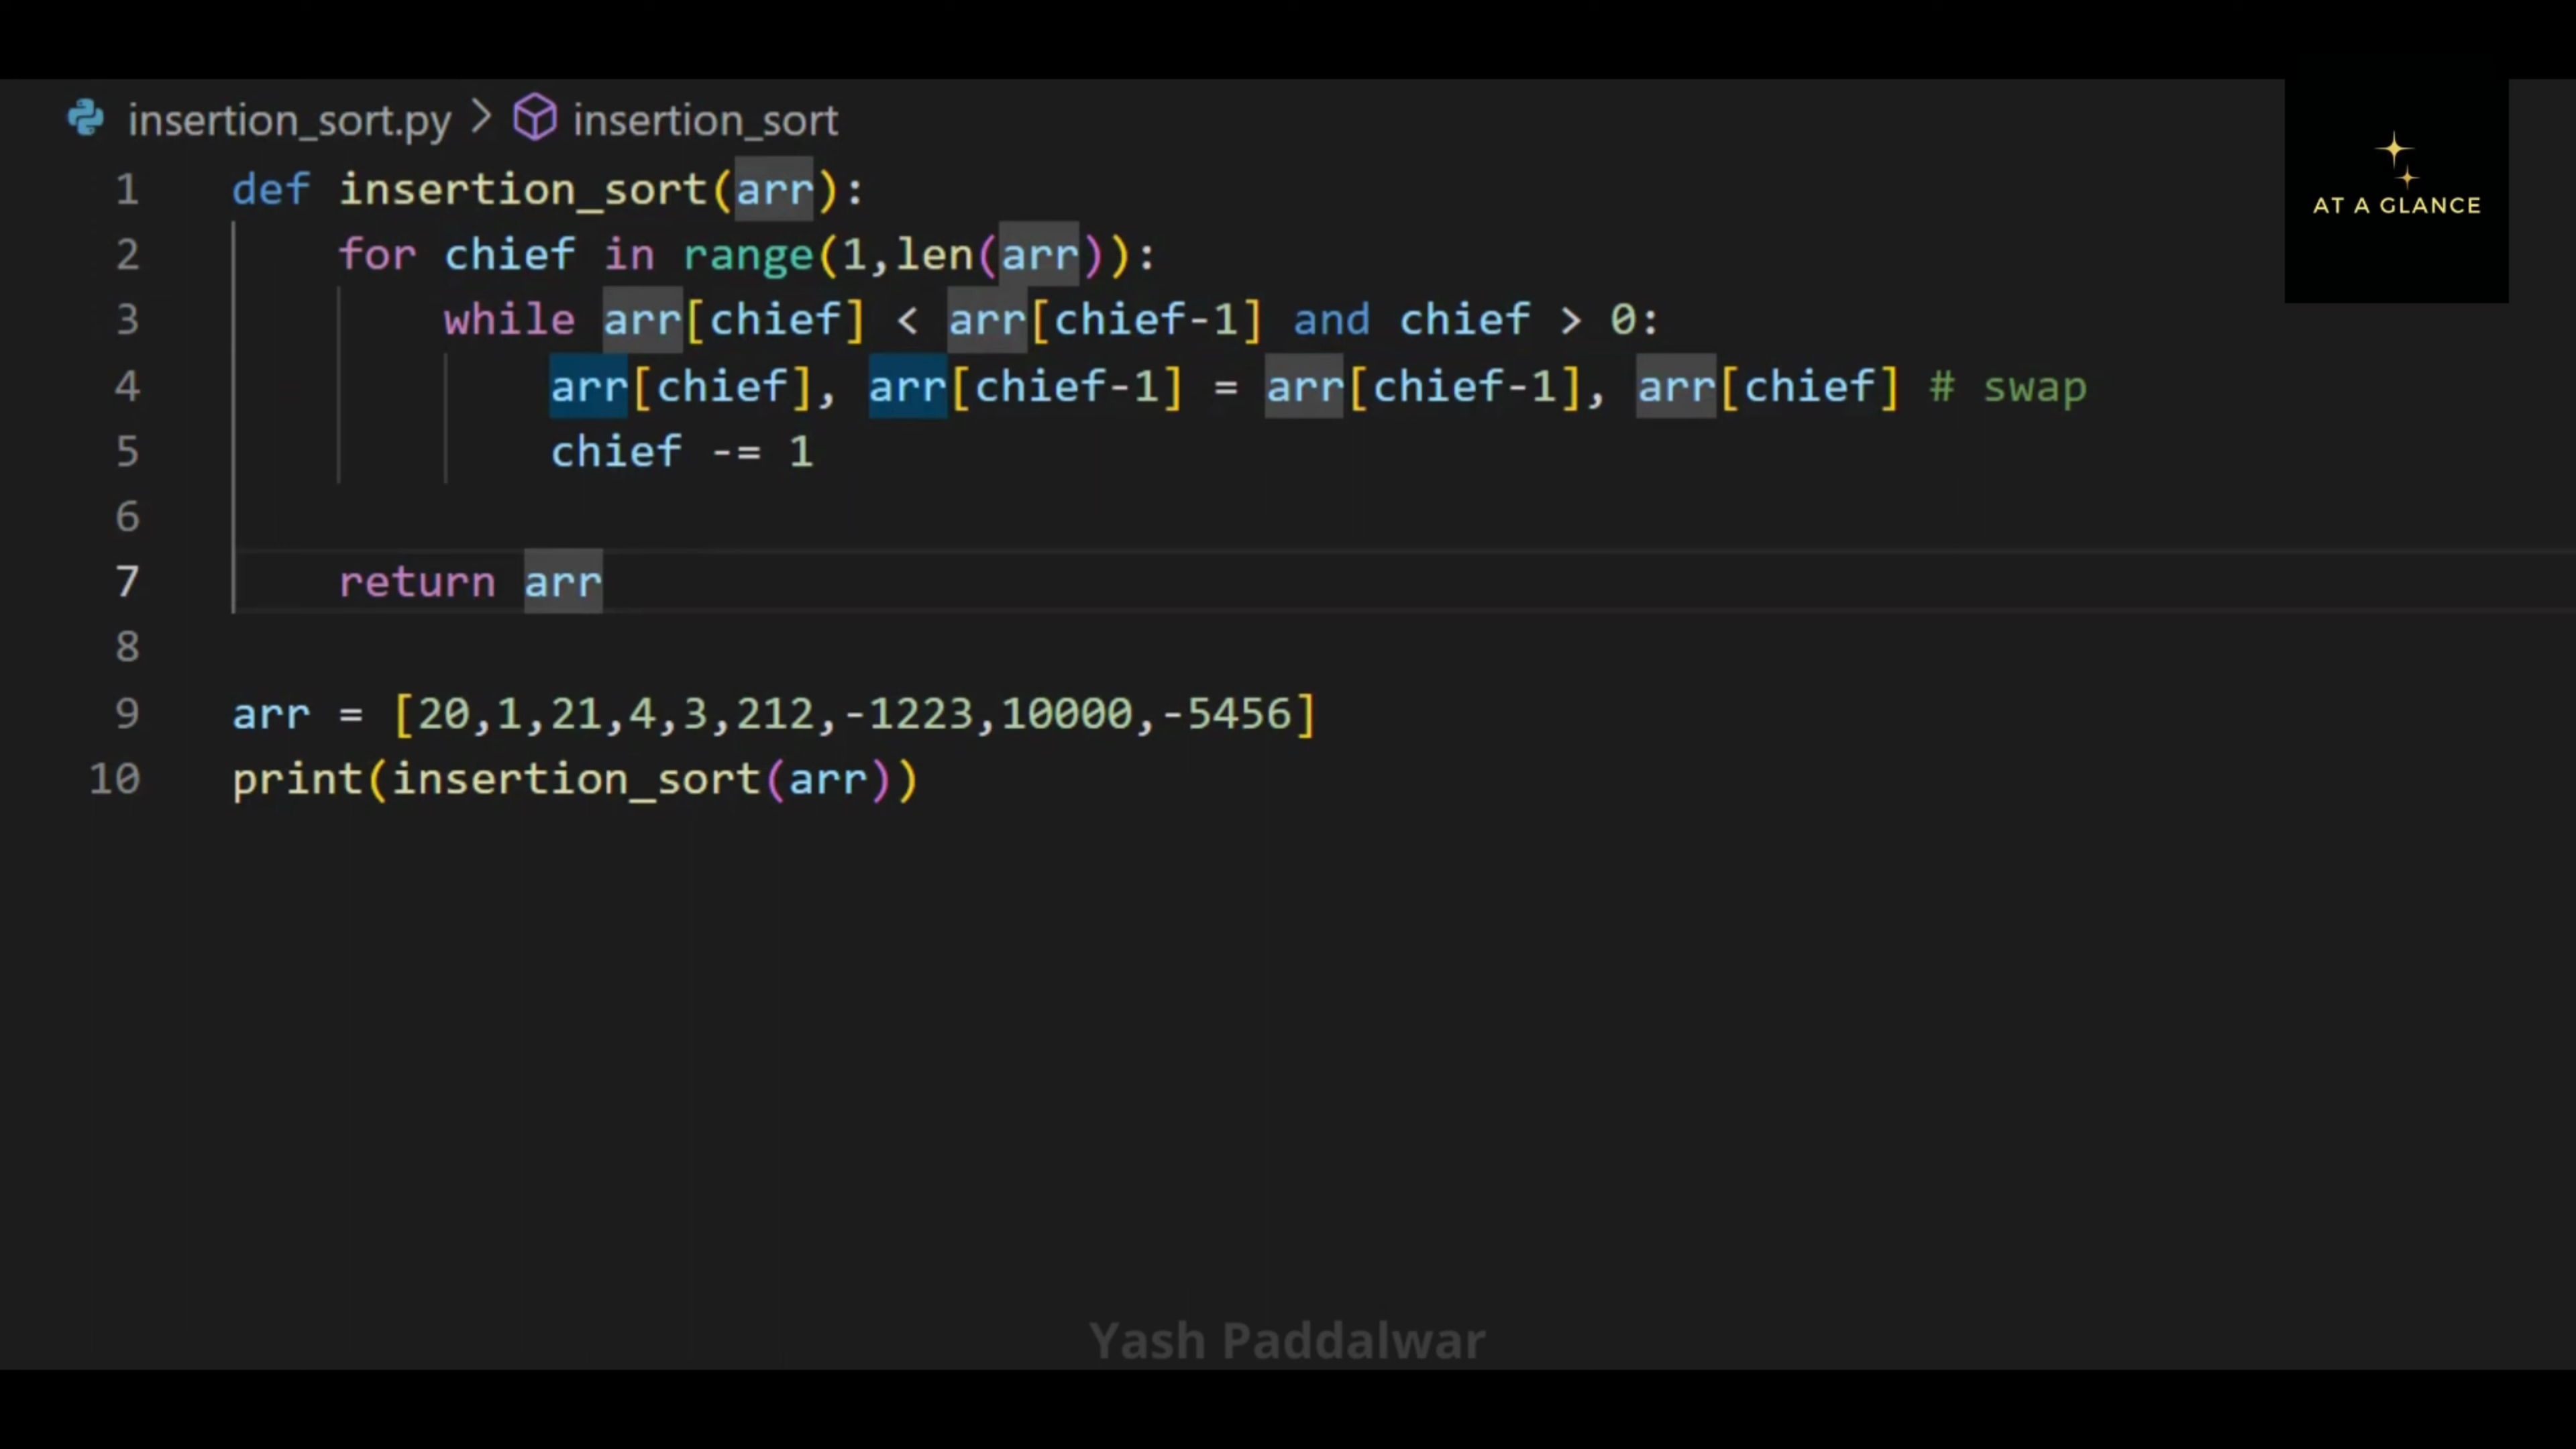 insertion_sort.py > insertion_sort
AT A GLANCE
1 def insertion_sort(arr):
2     for chief in range(1,len(arr)):
3         while arr[chief] < arr[chief-1] and chief > 0:
4             arr[chief], arr[chief-1] = arr[chief-1], arr[chief] # swap
5             chief -= 1
6
7     return arr
8
9 arr = [20,1,21,4,3,212,-1223,10000,-5456]
10 print(insertion_sort(arr))
Yash Paddalwar